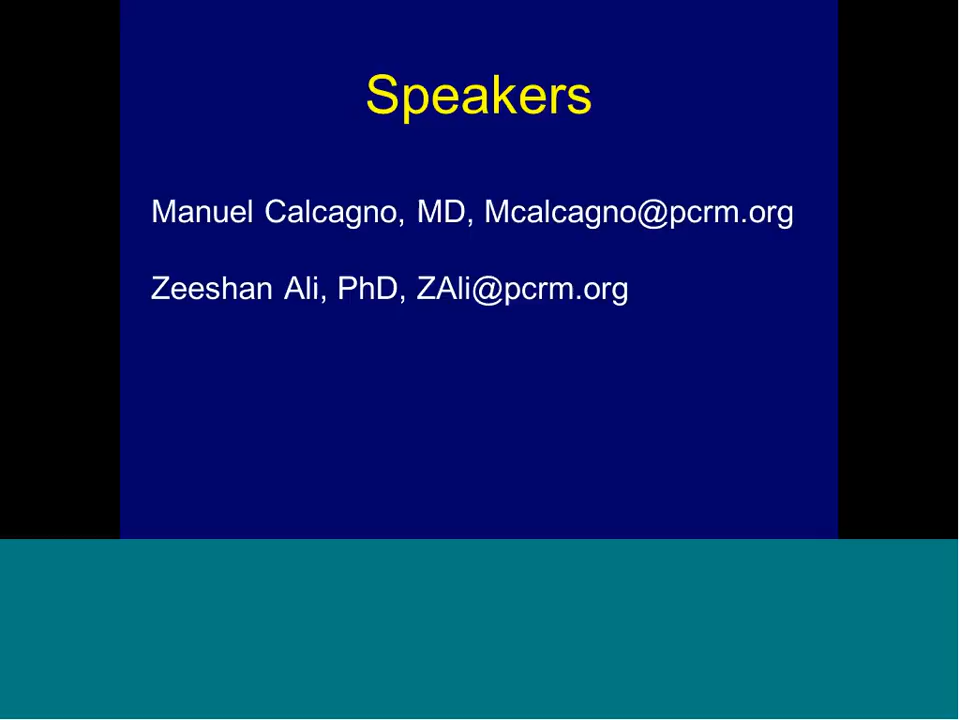 Speakers
Manuel Calcagno, MD, Mcalcagno@pcrm.org
Zeeshan Ali, PhD, ZAli@pcrm.org